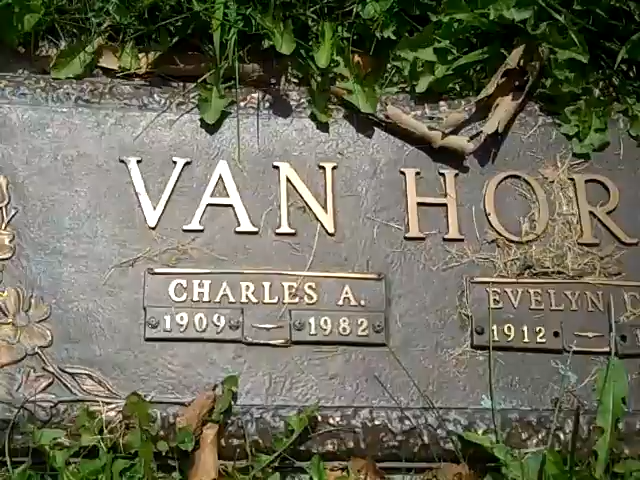 VAN HOR
CHARLES A.
1909 – 1982
EVELYN
1912 –